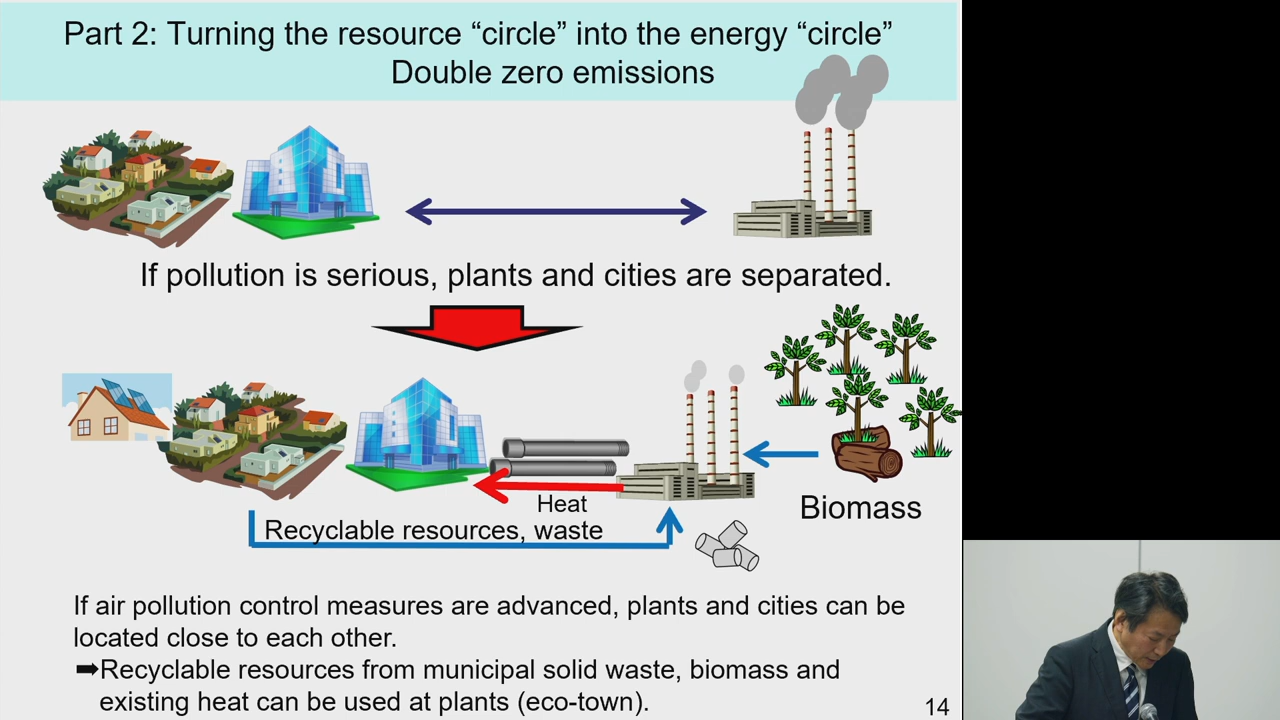 Part 2: Turning the resource “circle” into the energy “circle”
Double zero emissions
If pollution is serious, plants and cities are separated.
Heat
Biomass
Recyclable resources, waste
If air pollution control measures are advanced, plants and cities can be
located close to each other.
➡Recyclable resources from municipal solid waste, biomass and
existing heat can be used at plants (eco-town).
14